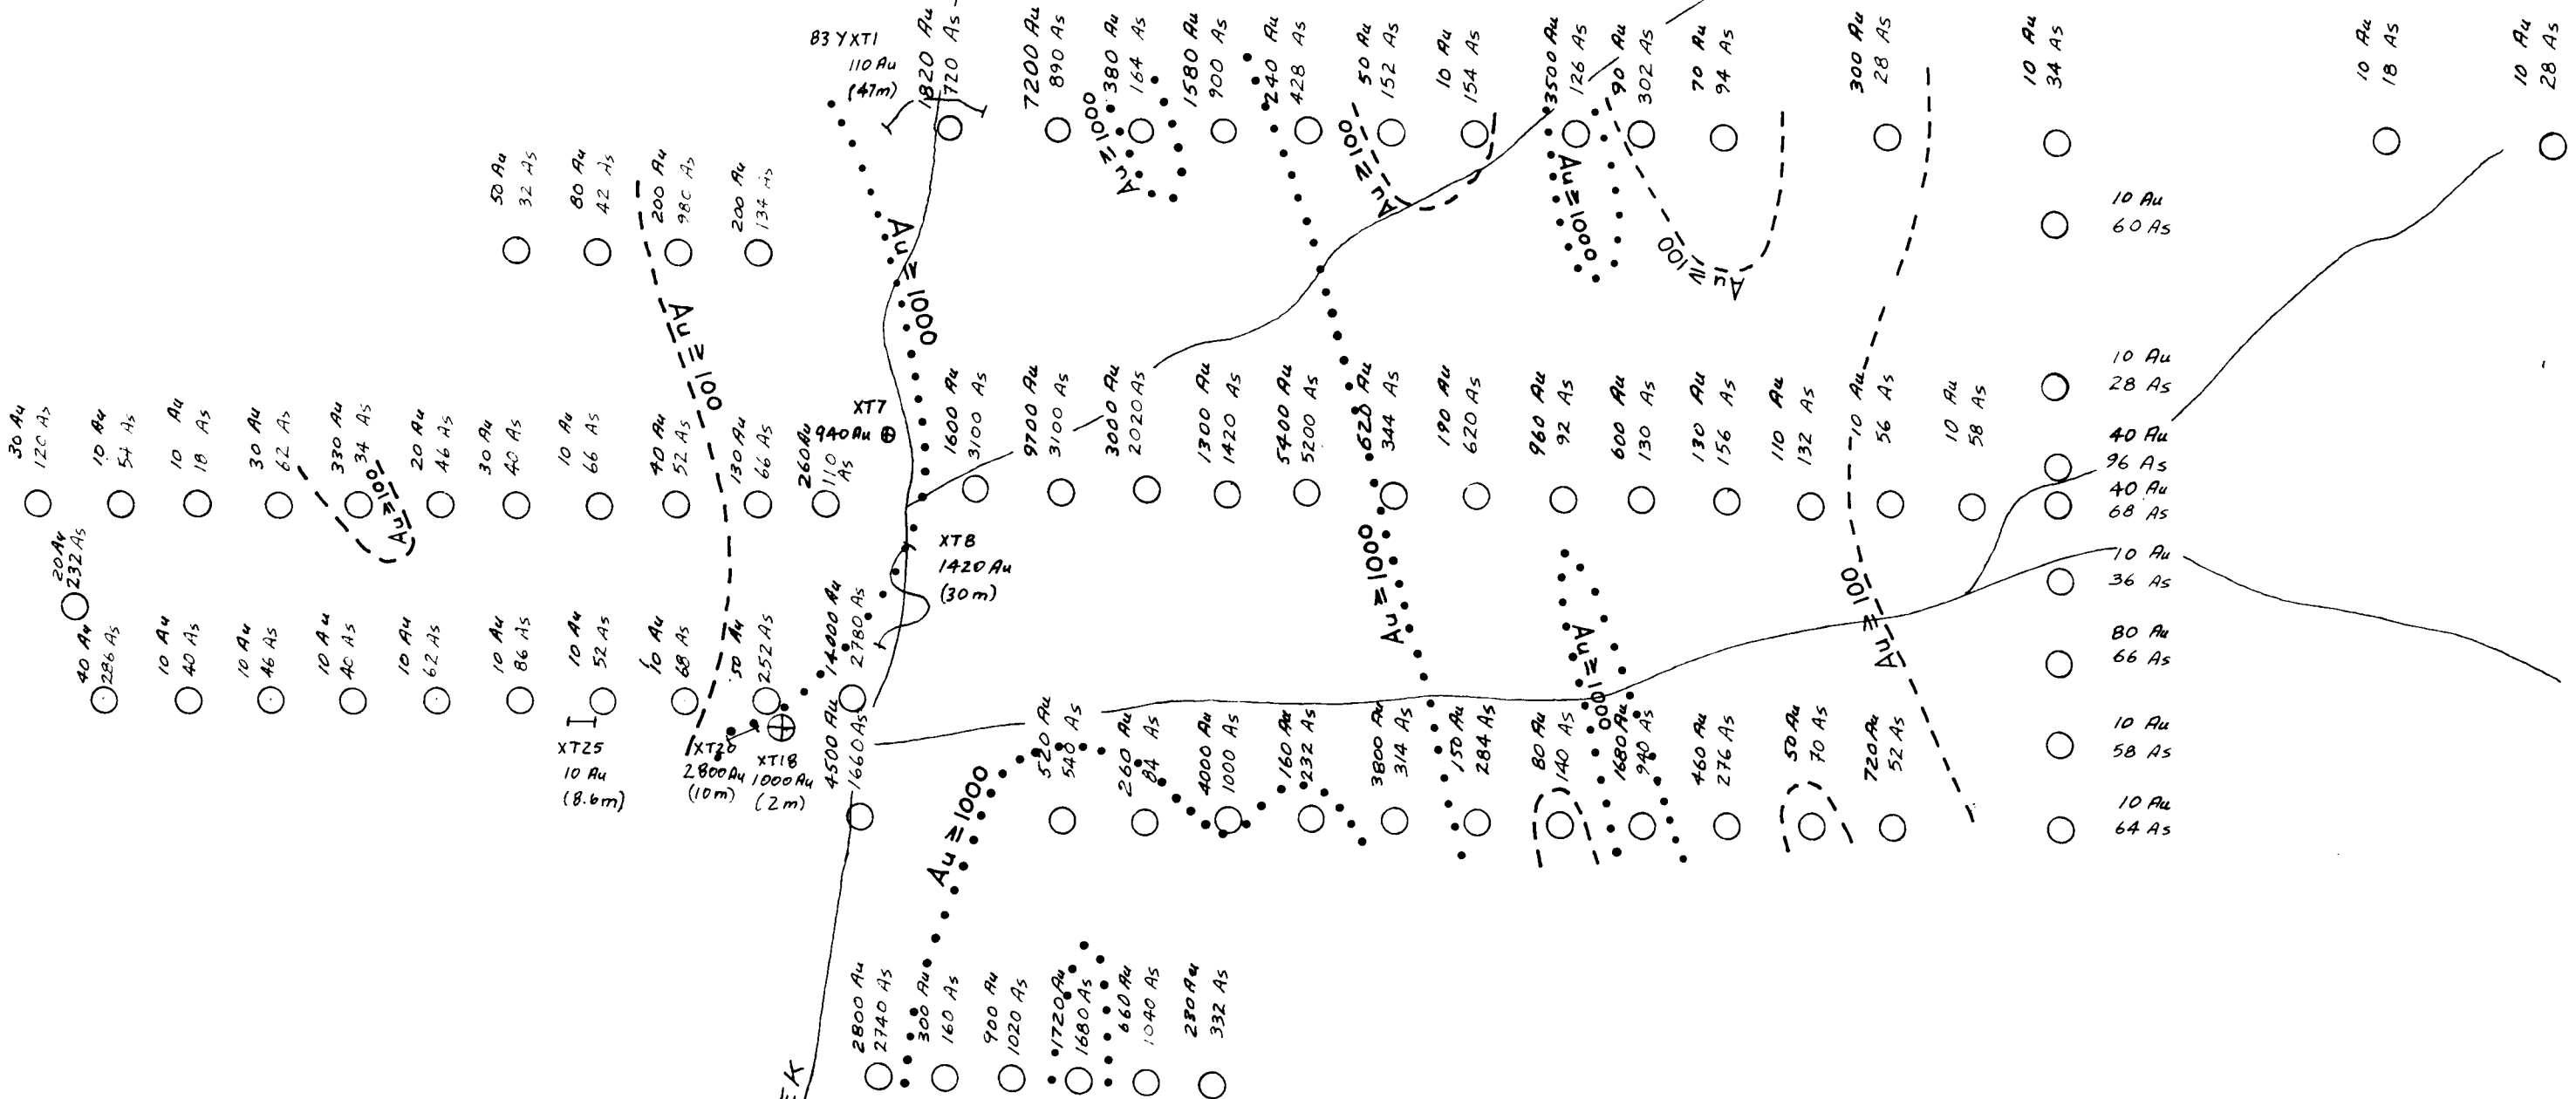 83 YXT1
110 Au
(47m)
1820 Au
720 As
7200 Au
890 As
380 Au
164 As
1580 Au
900 As
240 Au
428 As
50 Au
152 As
10 Au
154 As
3500 Au
126 As
90 Au
302 As
70 Au
94 As
300 Au
28 As
10 Au
34 As
10 Au
18 As
10 Au
28 As
Au ≥ 1000
Au ≥ 100
Au ≥ 1000
Au ≥ 100
50 Au
32 As
80 Au
42 As
200 Au
980 As
200 Au
134 As
Au ≥ 1000
10 Au
60 As
Au ≥ 100
10 Au
28 As
30 Au
120 As
10 Au
54 As
10 Au
18 As
30 Au
62 As
330 Au
34 As
20 Au
46 As
30 Au
40 As
10 Au
66 As
40 Au
52 As
130 Au
66 As
260 Au
110 As
XT7
940 Au
1600 Au
3100 As
9700 Au
3100 As
3000 Au
2020 As
1300 Au
1420 As
5400 Au
5200 As
620 Au
344 As
190 Au
620 As
960 Au
92 As
600 Au
130 As
130 Au
156 As
110 Au
132 As
10 Au
56 As
10 Au
58 As
40 Au
96 As
40 Au
68 As
Au ≥ 100
XT8
1420 Au
(30m)
Au ≥ 1000
10 Au
36 As
20 Au
232 As
40 Au
286 As
10 Au
40 As
10 Au
46 As
10 Au
40 As
10 Au
62 As
10 Au
86 As
10 Au
52 As
10 Au
68 As
50 Au
252 As
14000 Au
2780 As
Au ≥ 1000
Au ≥ 100
80 Au
66 As
XT25
10 Au
(8.6m)
XT20
2800 Au
(10m)
XT18
1000 Au
(2m)
4500 Au
1660 As
520 Au
540 As
260 Au
84 As
4000 Au
1000 As
160 Au
232 As
3800 Au
314 As
150 Au
284 As
80 Au
140 As
1680 Au
940 As
460 Au
276 As
50 Au
70 As
720 Au
52 As
10 Au
58 As
10 Au
64 As
Au ≥ 1000
2800 Au
2740 As
300 Au
160 As
900 Au
1020 As
1720 Au
1680 As
660 Au
1040 As
230 Au
332 As
EK